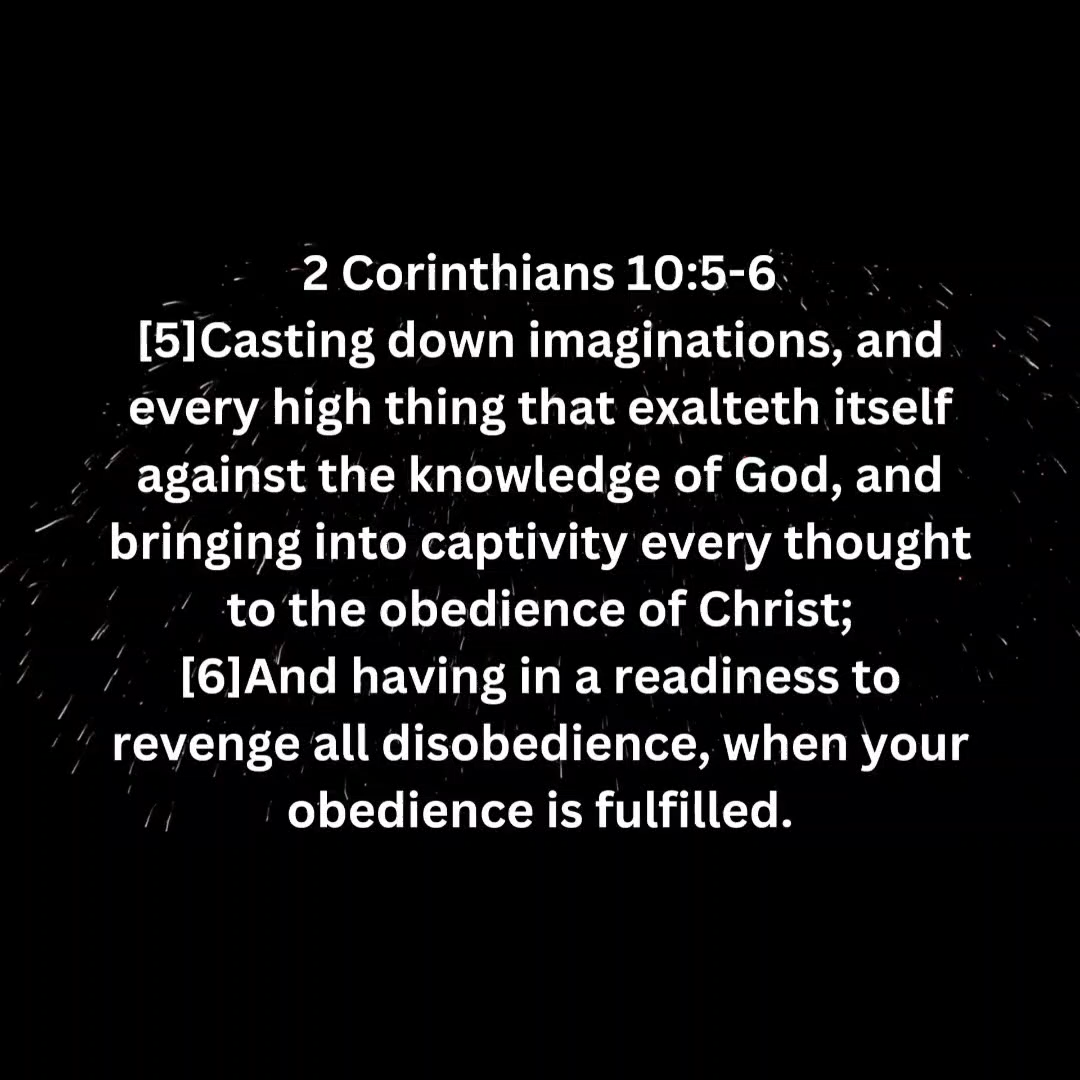 2 Corinthians 10:5-6
[5]Casting down imaginations, and
every high thing that exalteth itself
against the knowledge of God, and
bringing into captivity every thought
to the obedience of Christ;
[6]And having in a readiness to
revenge all disobedience, when your
obedience is fulfilled.